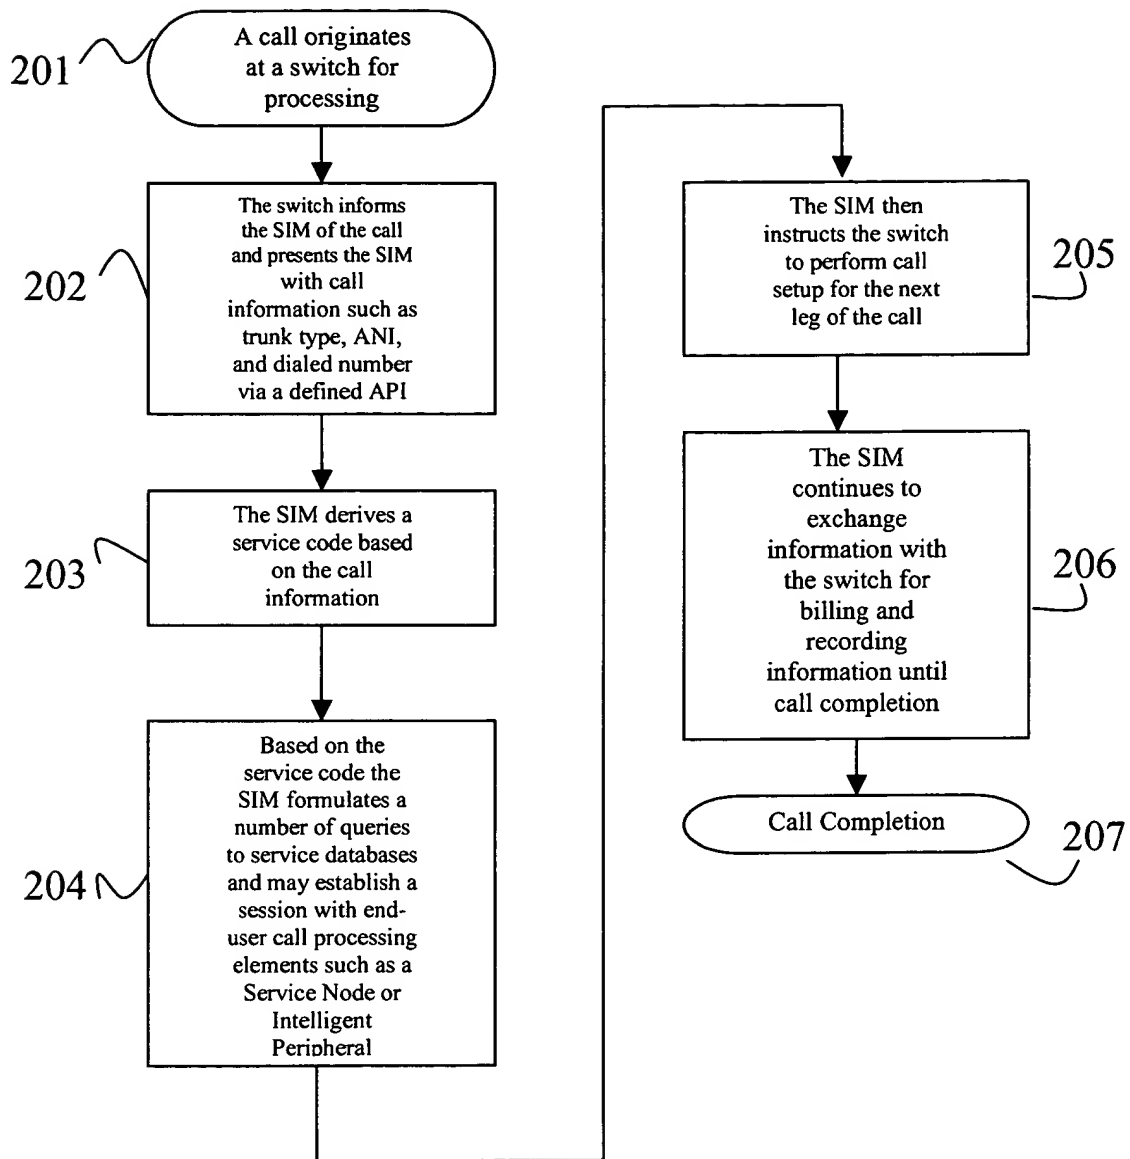 201
A call originates
at a switch for
processing
202
The switch informs
the SIM of the call
and presents the SIM
with call
information such as
trunk type, ANI,
and dialed number
via a defined API
203
The SIM derives a
service code based
on the call
information
204
Based on the
service code the
SIM formulates a
number of queries
to service databases
and may establish a
session with end-
user call processing
elements such as a
Service Node or
Intelligent
Peripheral
205
The SIM then
instructs the switch
to perform call
setup for the next
leg of the call
206
The SIM
continues to
exchange
information with
the switch for
billing and
recording
information until
call completion
Call Completion
207